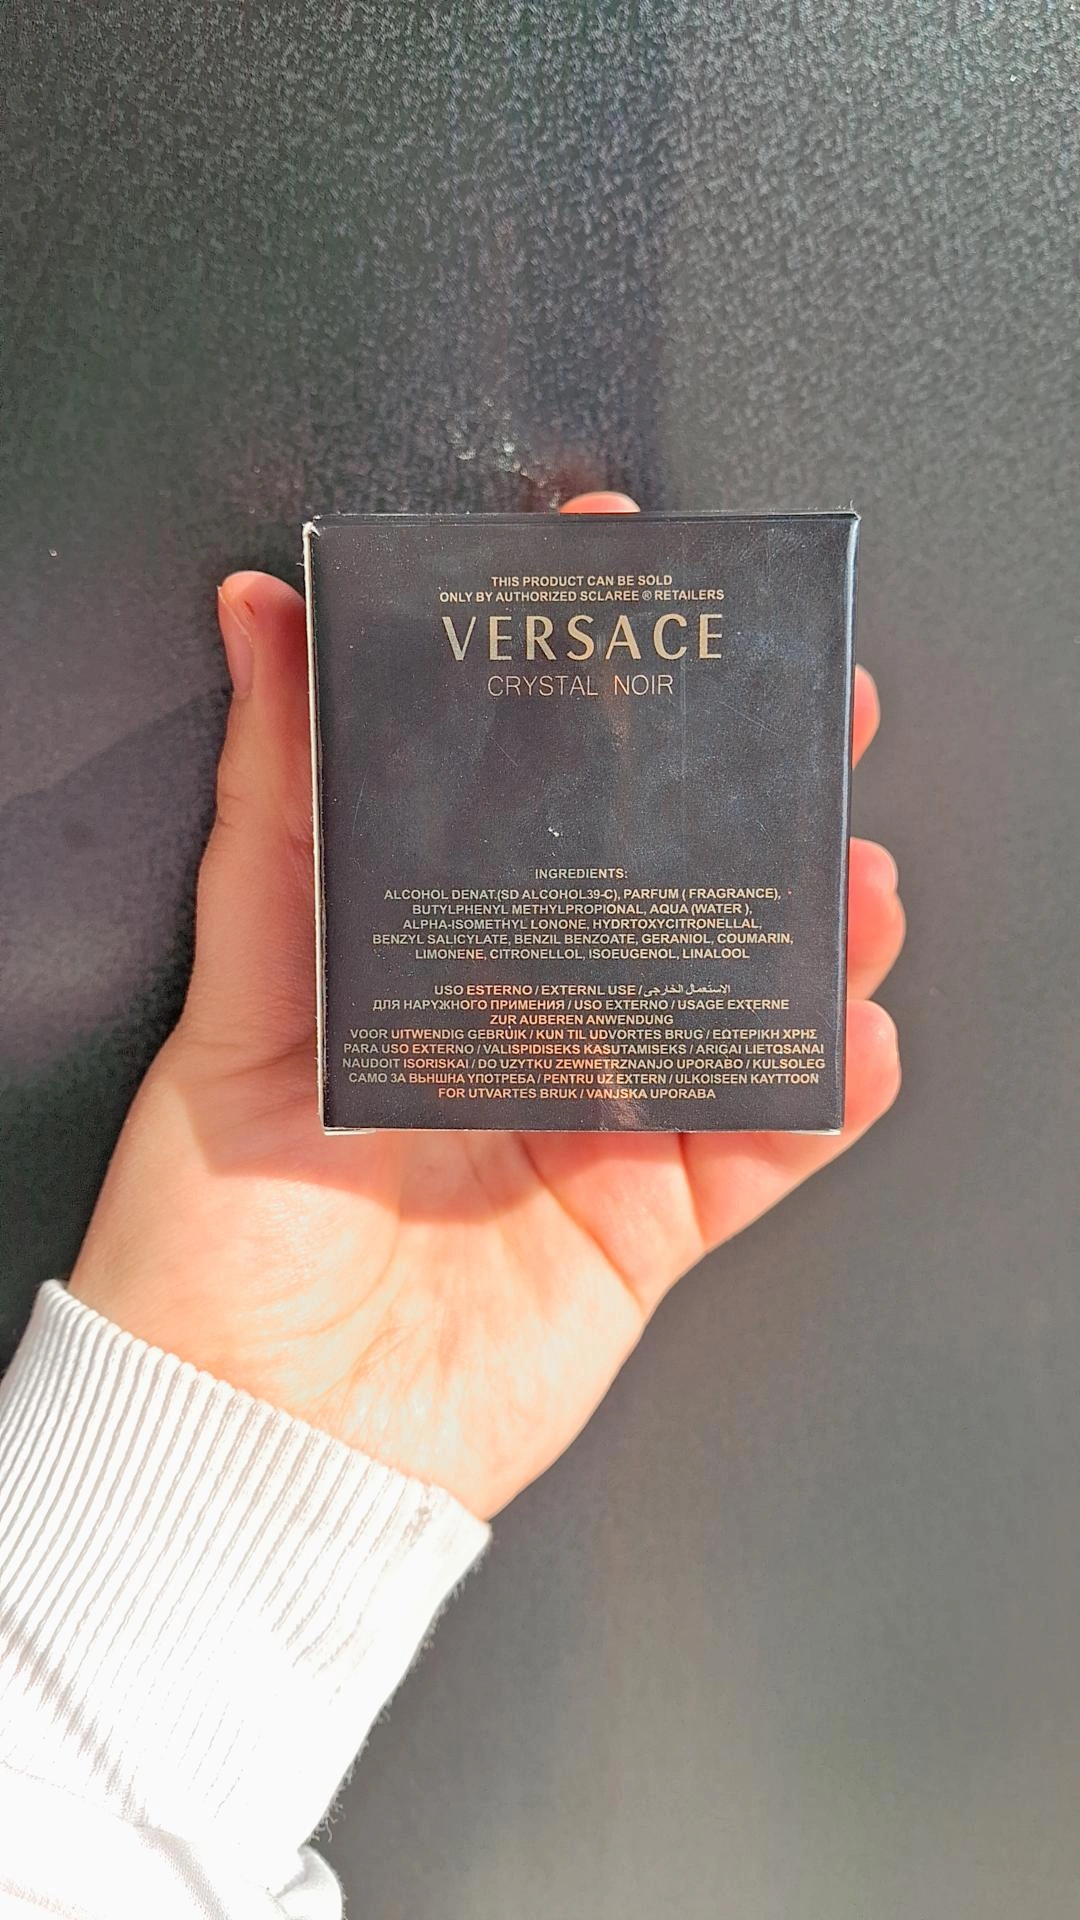 THIS PRODUCT CAN BE SOLD
ONLY BY AUTHORIZED SCLAREE ® RETAILERS
VERSACE
CRYSTAL NOIR
INGREDIENTS:
ALCOHOL DENAT.(SD ALCOHOL39-C), PARFUM ( FRAGRANCE),
BUTYLPHENYL METHYLPROPIONAL, AQUA (WATER ),
ALPHA-ISOMETHYL LONONE, HYDRTOXYCITRONELLAL,
BENZYL SALICYLATE, BENZIL BENZOATE, GERANIOL, COUMARIN,
LIMONENE, CITRONELLOL, ISOEUGENOL, LINALOOL
USO ESTERNO / EXTERNL USE / الاستعمال الخارجى
ДЛЯ НАРУЖНОГО ПРИМЕНИЯ / USO EXTERNO / USAGE EXTERNE
ZUR AUBEREN ANWENDUNG
VOOR UITWENDIG GEBRUIK / KUN TIL UDVORTES BRUG / ΕΩΤΕΡΙΚΗ ΧΡΗΣ
PARA USO EXTERNO / VALISPIDISEKS KASUTAMISEKS / ARIGAI LIETOSANAI
NAUDOIT ISORISKAI / DO UZYTKU ZEWNETRZNANJO UPORABO / KULSOLEG
САМО ЗА ВЬНШНА УПОТРЕБА / PENTRU UZ EXTERN / ULKOISEEN KAYTTOON
FOR UTVARTES BRUK / VANJSKA UPORABA